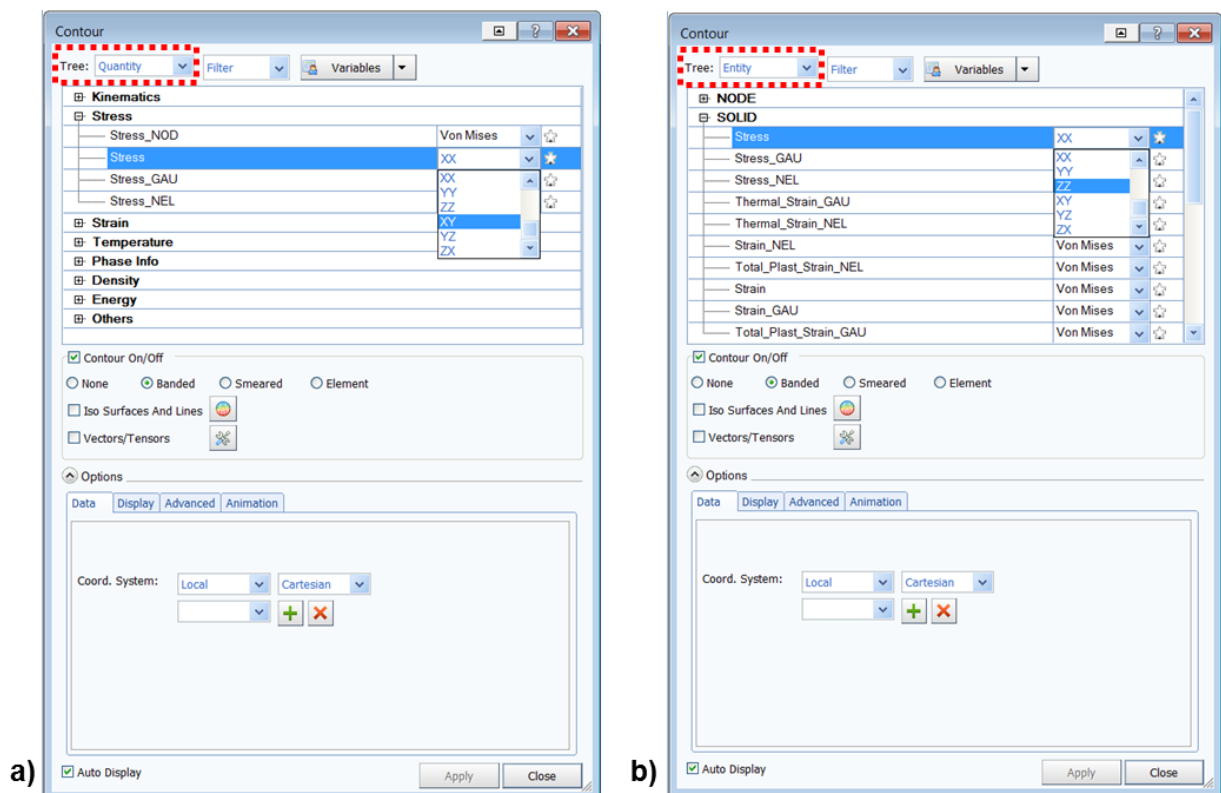 Contour
Tree: Quantity Filter Variables
Kinematics
Stress
Stress_NOD Von Mises
Stress XX
Stress_GAU XX
Stress_NEL YY
ZZ
Strain XY
Temperature YZ
Phase Info ZX
Density
Energy
Others
Contour On/Off
None Banded Smeared Element
Iso Surfaces And Lines
Vectors/Tensors
Options
Data Display Advanced Animation
Coord. System: Local Cartesian
Auto Display Apply Close
a)
Contour
Tree: Entity Filter Variables
NODE
SOLID
Stress XX
Stress_GAU XX
YY
Stress_NEL ZZ
Thermal_Strain_GAU XY
Thermal_Strain_NEL YZ
ZX
Strain_NEL Von Mises
Total_Plast_Strain_NEL Von Mises
Strain Von Mises
Strain_GAU Von Mises
Total_Plast_Strain_GAU Von Mises
Contour On/Off
None Banded Smeared Element
Iso Surfaces And Lines
Vectors/Tensors
Options
Data Display Advanced Animation
Coord. System: Local Cartesian
Auto Display Apply Close
b)